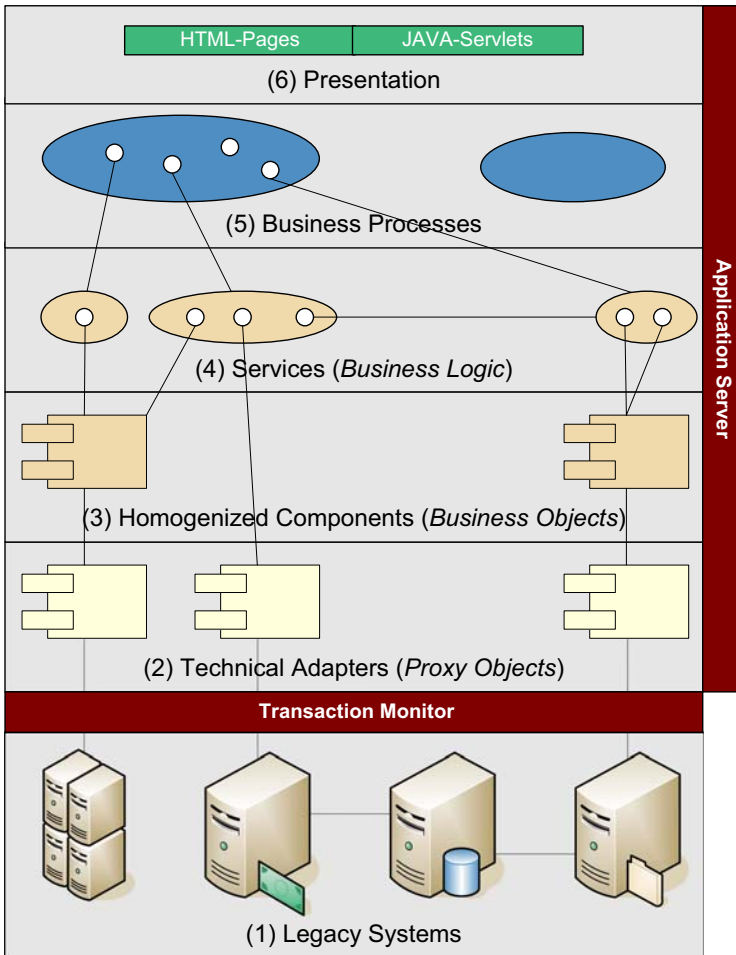 HTML-Pages
JAVA-Servlets
(6) Presentation
(5) Business Processes
(4) Services (Business Logic)
(3) Homogenized Components (Business Objects)
(2) Technical Adapters (Proxy Objects)
Application Server
Transaction Monitor
(1) Legacy Systems